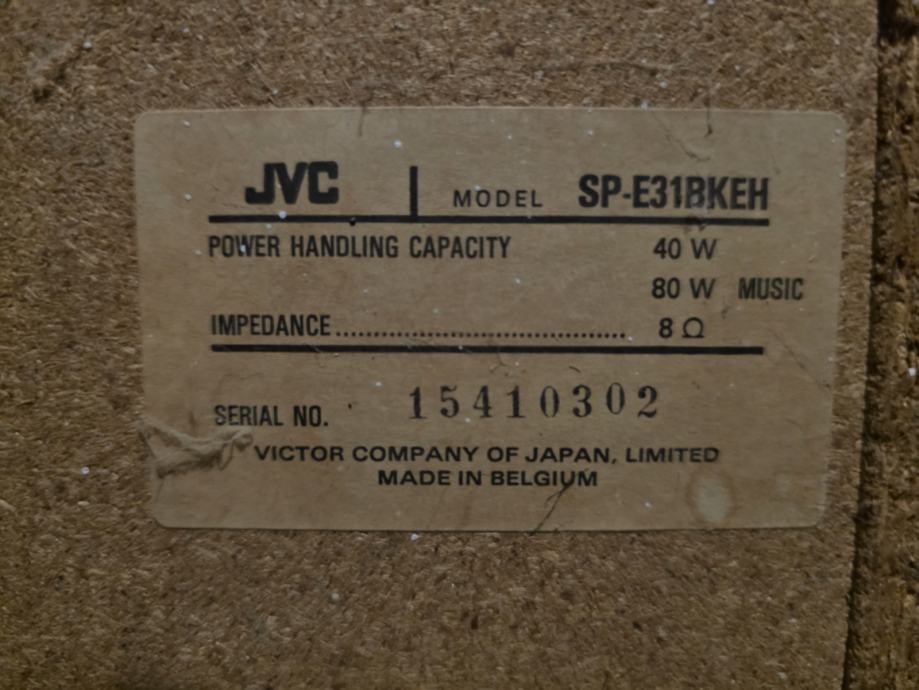 JVC | MODEL SP-E31BKEH
POWER HANDLING CAPACITY 40 W
80 W MUSIC
IMPEDANCE.......................................... 8 Ω
SERIAL NO. 15410302
VICTOR COMPANY OF JAPAN, LIMITED
MADE IN BELGIUM